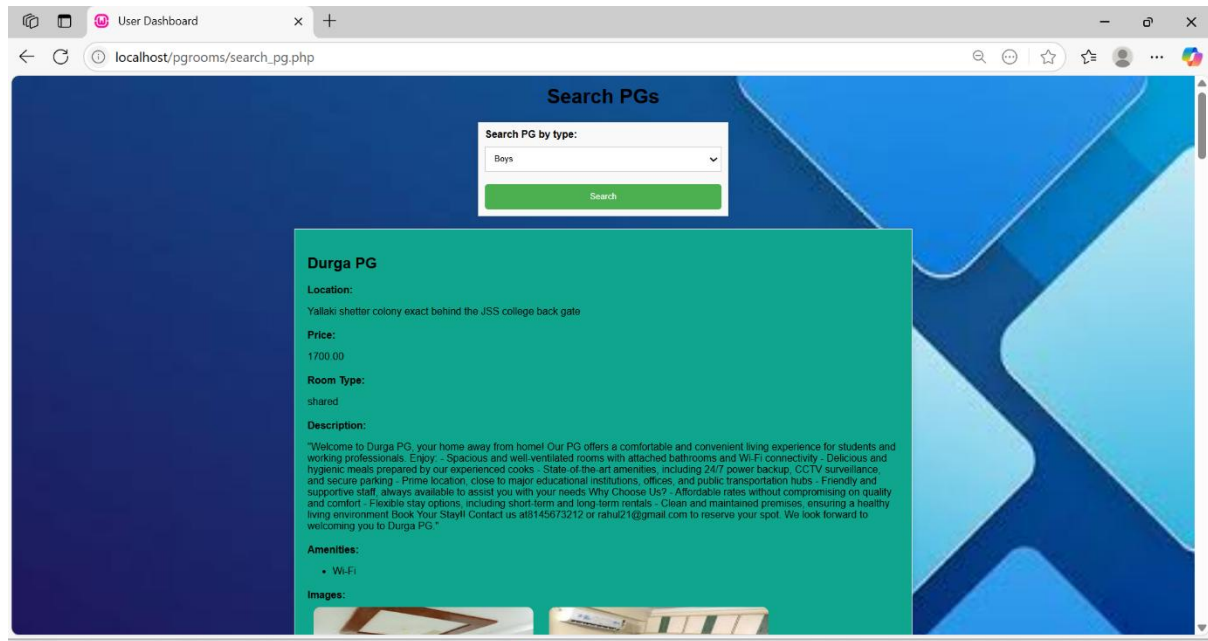 User Dashboard
localhost/pgrooms/search_pg.php
Search PGs
Search PG by type:
Boys
Search
Durga PG
Location:
Yallaki shetter colony exact behind the JSS college back gate
Price:
1700.00
Room Type:
shared
Description:
"Welcome to Durga PG, your home away from home! Our PG offers a comfortable and convenient living experience for students and
working professionals. Enjoy: - Spacious and well-ventilated rooms with attached bathrooms and Wi-Fi connectivity - Delicious and
hygienic meals prepared by our experienced cooks - State-of-the-art amenities, including 24/7 power backup, CCTV surveillance,
and secure parking - Prime location, close to major educational institutions, offices, and public transportation hubs - Friendly and
supportive staff, always available to assist you with your needs Why Choose Us? - Affordable rates without compromising on quality
and comfort - Flexible stay options, including short-term and long-term rentals - Clean and maintained premises, ensuring a healthy
living environment Book Your Stay!! Contact us at8145673212 or rahul21@gmail.com to reserve your spot. We look forward to
welcoming you to Durga PG."
Amenities:
• Wi-Fi
Images: